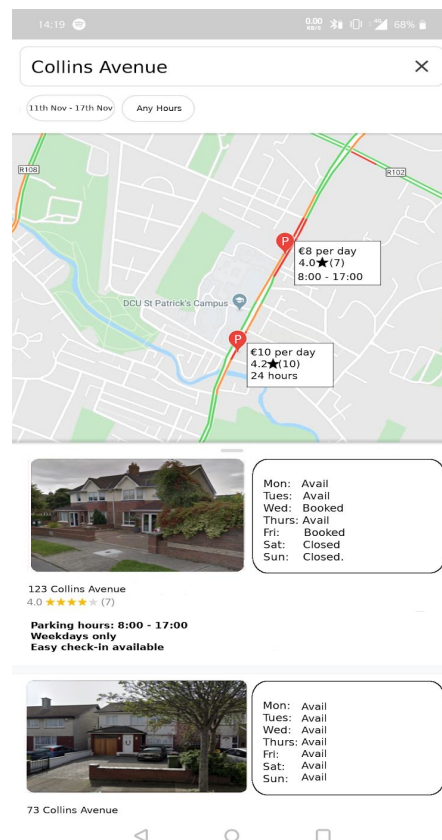 14:19
0.00
KB/S
4G
68%
Collins Avenue
11th Nov - 17th Nov
Any Hours
R108
R102
P
€8 per day
4.0★(7)
8:00 - 17:00
DCU St Patrick's Campus
P
€10 per day
4.2★(10)
24 hours
Mon: Avail
Tues: Avail
Wed: Booked
Thurs: Avail
Fri: Booked
Sat: Closed
Sun: Closed.
123 Collins Avenue
4.0 ★★★★★ (7)
Parking hours: 8:00 - 17:00
Weekdays only
Easy check-in available
Mon: Avail
Tues: Avail
Wed: Avail
Thurs: Avail
Fri: Avail
Sat: Avail
Sun: Avail
73 Collins Avenue